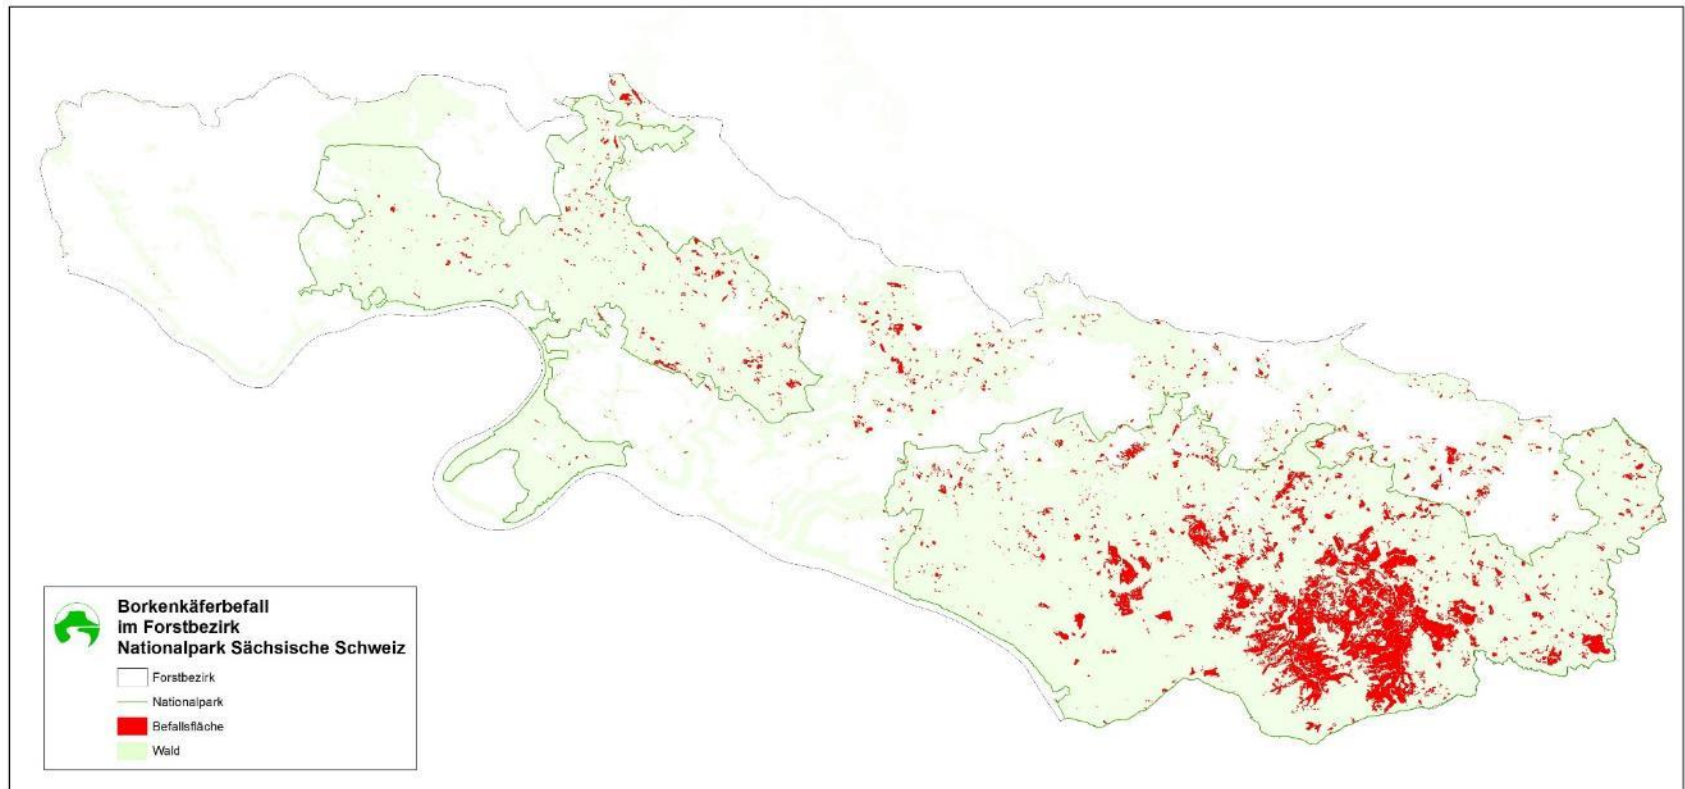 Borkenkäferbefall
im Forstbezirk
Nationalpark Sächsische Schweiz
Forstbezirk
Nationalpark
Befallsfläche
Wald